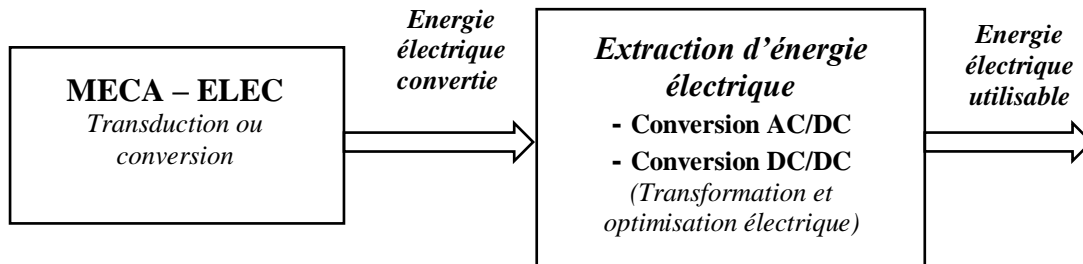 MECA – ELEC
Transduction ou
conversion
Energie
électrique
convertie
Extraction d’énergie
électrique
- Conversion AC/DC
- Conversion DC/DC
(Transformation et
optimisation électrique)
Energie
électrique
utilisable